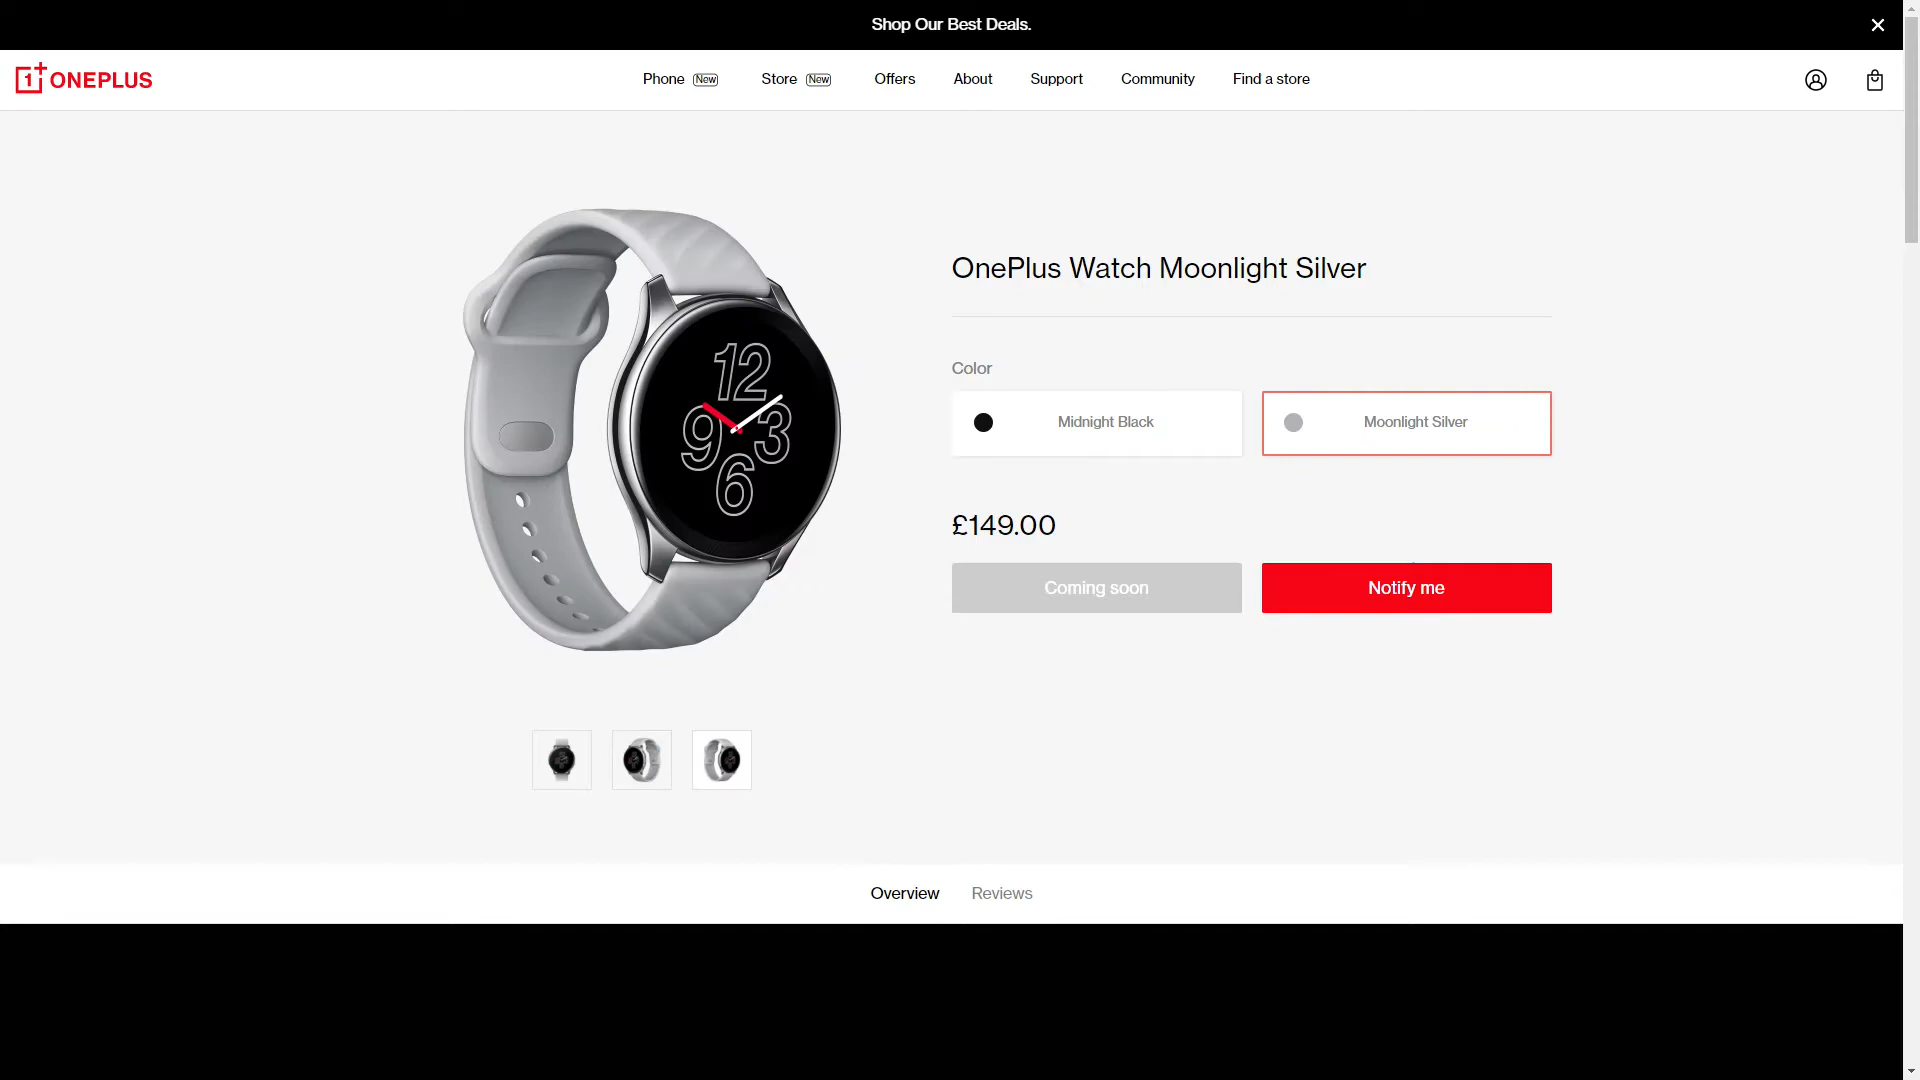 Shop Our Best Deals.
ONEPLUS
Phone New Store New Offers About Support Community Find a store
OnePlus Watch Moonlight Silver
Color
Midnight Black Moonlight Silver
12
9 3
6
£149.00
Coming soon Notify me
Overview Reviews